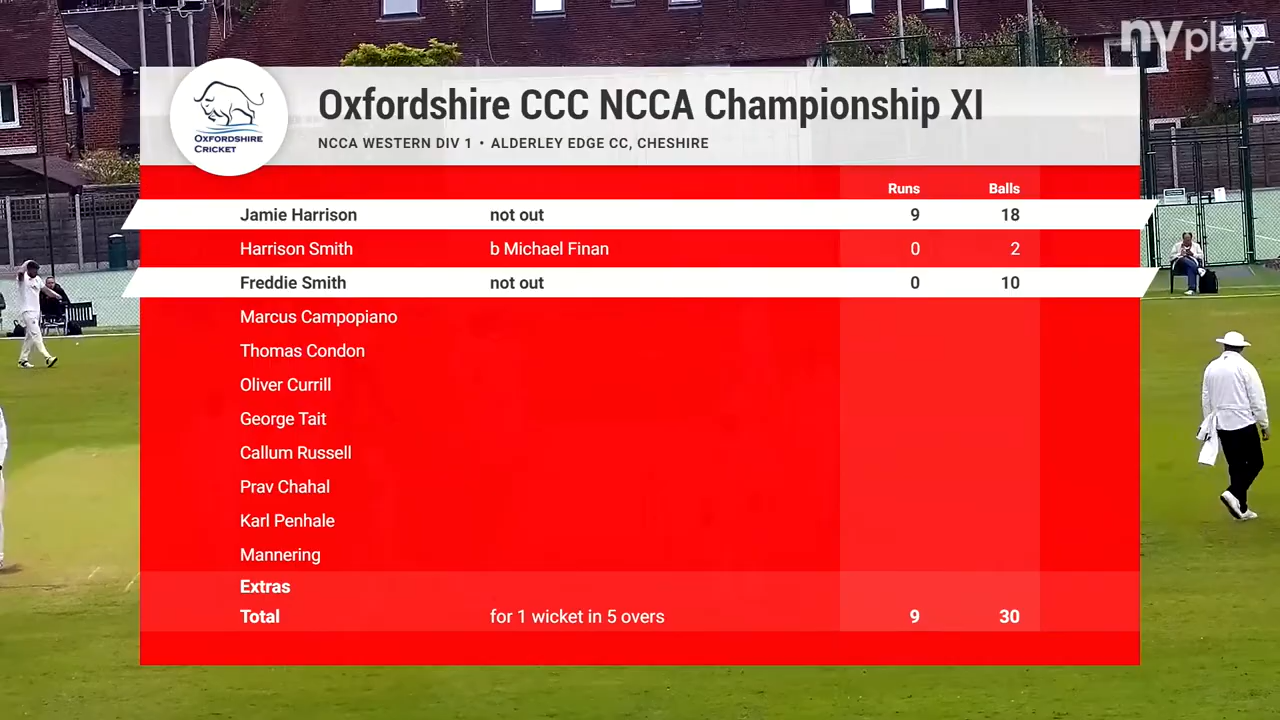 nvplay
Oxfordshire CCC NCCA Championship XI
NCCA WESTERN DIV 1 • ALDERLEY EDGE CC, CHESHIRE
OXFORDSHIRE
CRICKET
Runs Balls
Jamie Harrison not out 9 18
Harrison Smith b Michael Finan 0 2
Freddie Smith not out 0 10
Marcus Campopiano
Thomas Condon
Oliver Currill
George Tait
Callum Russell
Prav Chahal
Karl Penhale
Mannering
Extras
Total for 1 wicket in 5 overs 9 30